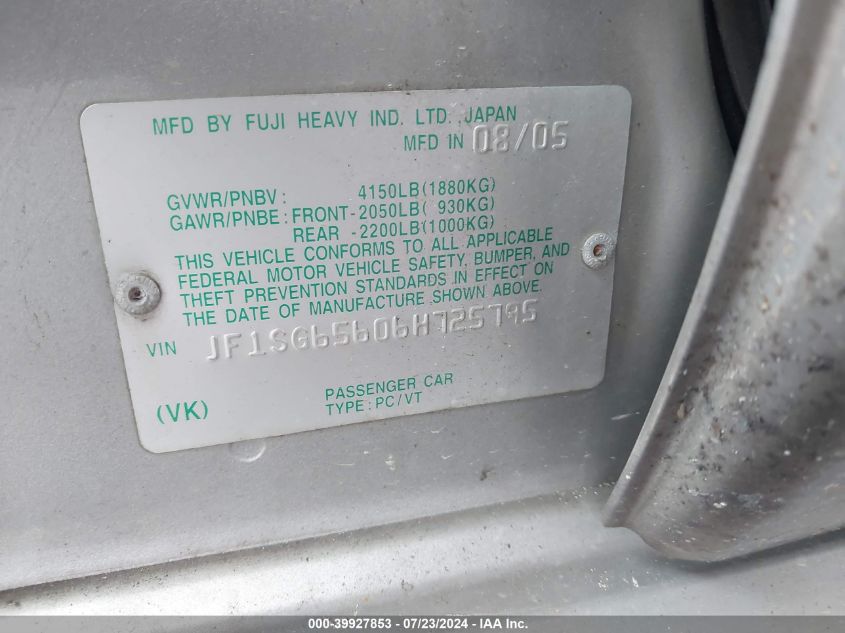 MFD BY FUJI HEAVY IND. LTD. JAPAN
MFD IN 08/05
GVWR/PNBV : 4150LB(1880KG)
GAWR/PNBE : FRONT-2050LB( 930KG)
REAR -2200LB(1000KG)
THIS VEHICLE CONFORMS TO ALL APPLICABLE
FEDERAL MOTOR VEHICLE SAFETY, BUMPER, AND
THEFT PREVENTION STANDARDS IN EFFECT ON
THE DATE OF MANUFACTURE SHOWN ABOVE.
VIN JF1SG65606H725795
(VK) PASSENGER CAR
TYPE : PC/VT
000-39927853 - 07/23/2024 - IAA Inc.